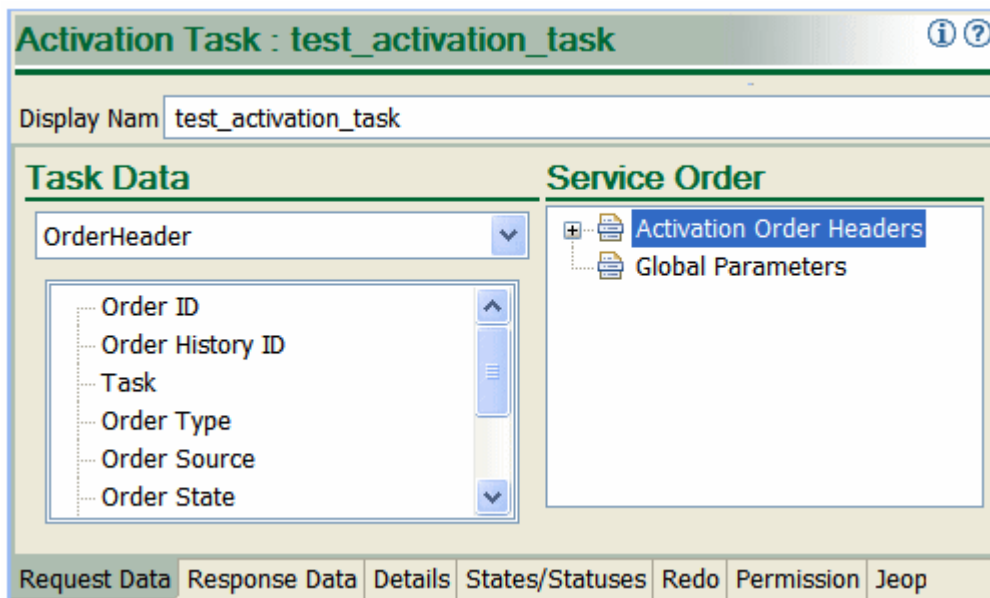 Activation Task : test_activation_task
Display Nam test_activation_task
Task Data
OrderHeader
Order ID
Order History ID
Task
Order Type
Order Source
Order State
Service Order
Activation Order Headers
Global Parameters
Request Data Response Data Details States/Statuses Redo Permission Jeop